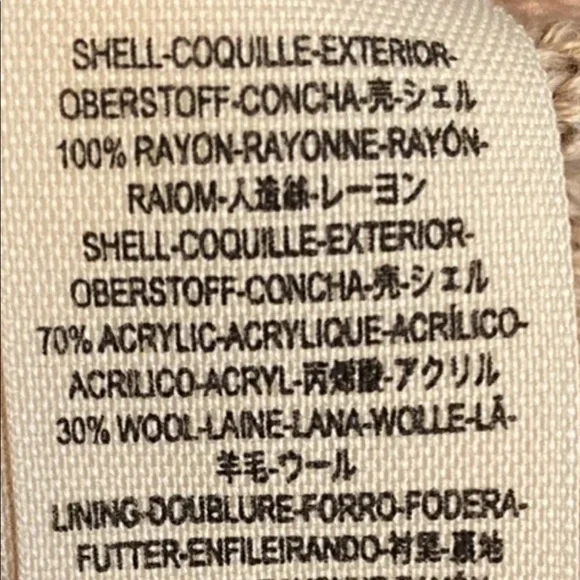 SHELL-COQUILLE-EXTERIOR-
OBERSTOFF-CONCHA-売-シェル
100% RAYON-RAYONNE-RAYÓN-
RAIOM-人造絲-レーヨン
SHELL-COQUILLE-EXTERIOR-
OBERSTOFF-CONCHA-売-シェル
70% ACRYLIC-ACRYLIQUE-ACRÍLICO-
ACRILICO-ACRYL-丙烯酸-アクリル
30% WOOL-LAINE-LANA-WOLLE-LÃ-
羊毛-ウール
LINING-DOUBLURE-FORRO-FODERA-
FUTTER-ENFILEIRANDO-衬里-裏地